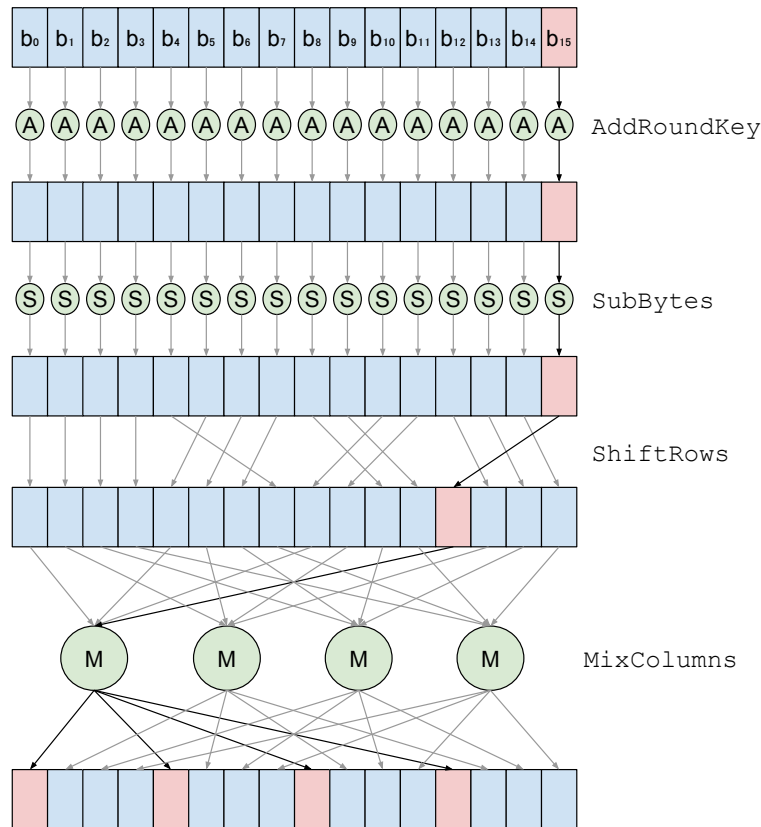 b₀ b₁ b₂ b₃ b₄ b₅ b₆ b₇ b₈ b₉ b₁₀ b₁₁ b₁₂ b₁₃ b₁₄ b₁₅
A A A A A A A A A A A A A A A A AddRoundKey
S S S S S S S S S S S S S S S S SubBytes
ShiftRows
M M M M MixColumns